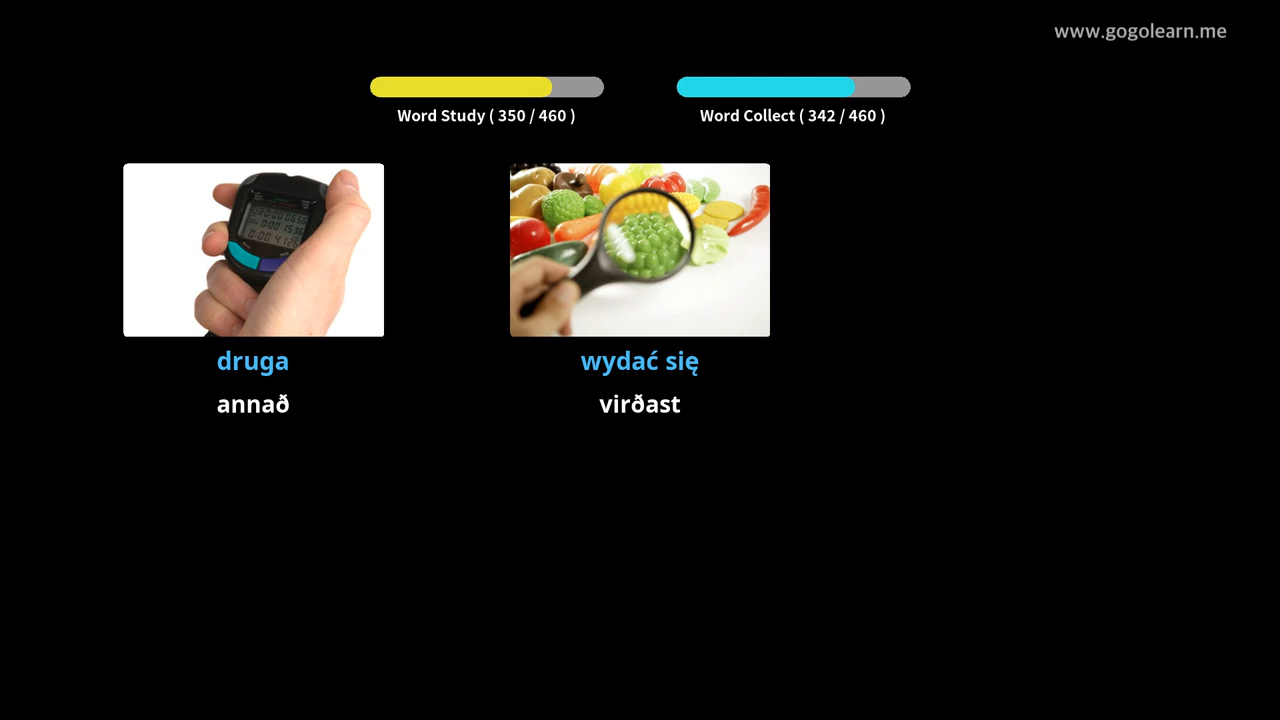 www.gogolearn.me
Word Study ( 350 / 460 )
Word Collect ( 342 / 460 )
druga
wydać się
annað
virðast